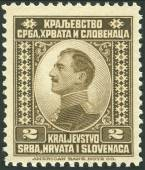 КРАЉЕВСТВО
СРБА, ХРВАТА И СЛОВЕНАЦА
2 KRALJEVSTVO 2
SRBA, HRVATA I SLOVENACA
AMERICAN BANK NOTE CO.